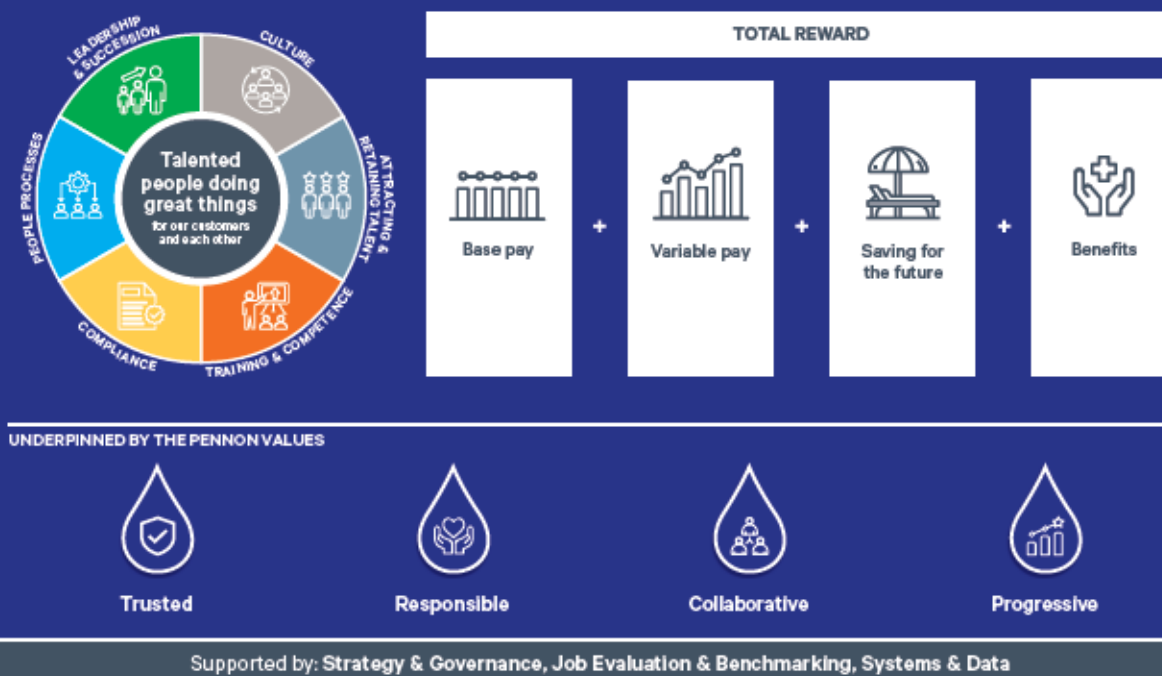 LEADERSHIP
& SUCCESSION
CULTURE
ATTRACTING &
RETAINING TALENT
TRAINING & COMPETENCE
COMPLIANCE
PEOPLE PROCESSES
Talented
people doing
great things
for our customers
and each other
TOTAL REWARD
Base pay
+
Variable pay
+
Saving for
the future
+
Benefits
UNDERPINNED BY THE PENNON VALUES
Trusted
Responsible
Collaborative
Progressive
Supported by: Strategy & Governance, Job Evaluation & Benchmarking, Systems & Data